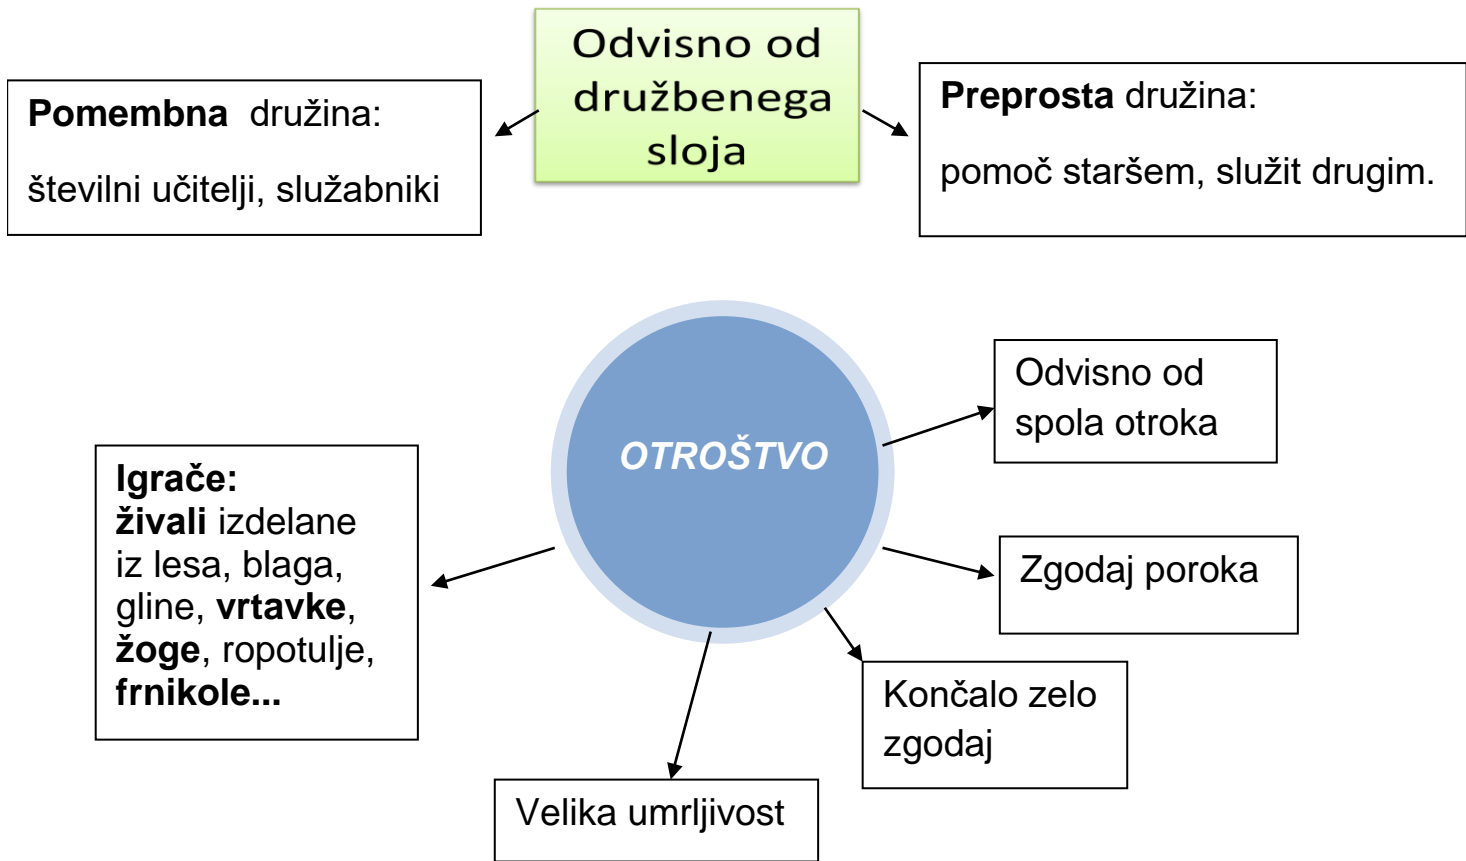 Odvisno od
družbenega
sloja
Pomembna družina:
številni učitelji, služabniki
Preprosta družina:
pomoč staršem, služit drugim.
OTROŠTVO
Odvisno od
spola otroka
Igrače:
živali izdelane
iz lesa, blaga,
gline, vrtavke,
žoge, ropotulje,
frnikole...
Zgodaj poroka
Končalo zelo
zgodaj
Velika umrljivost